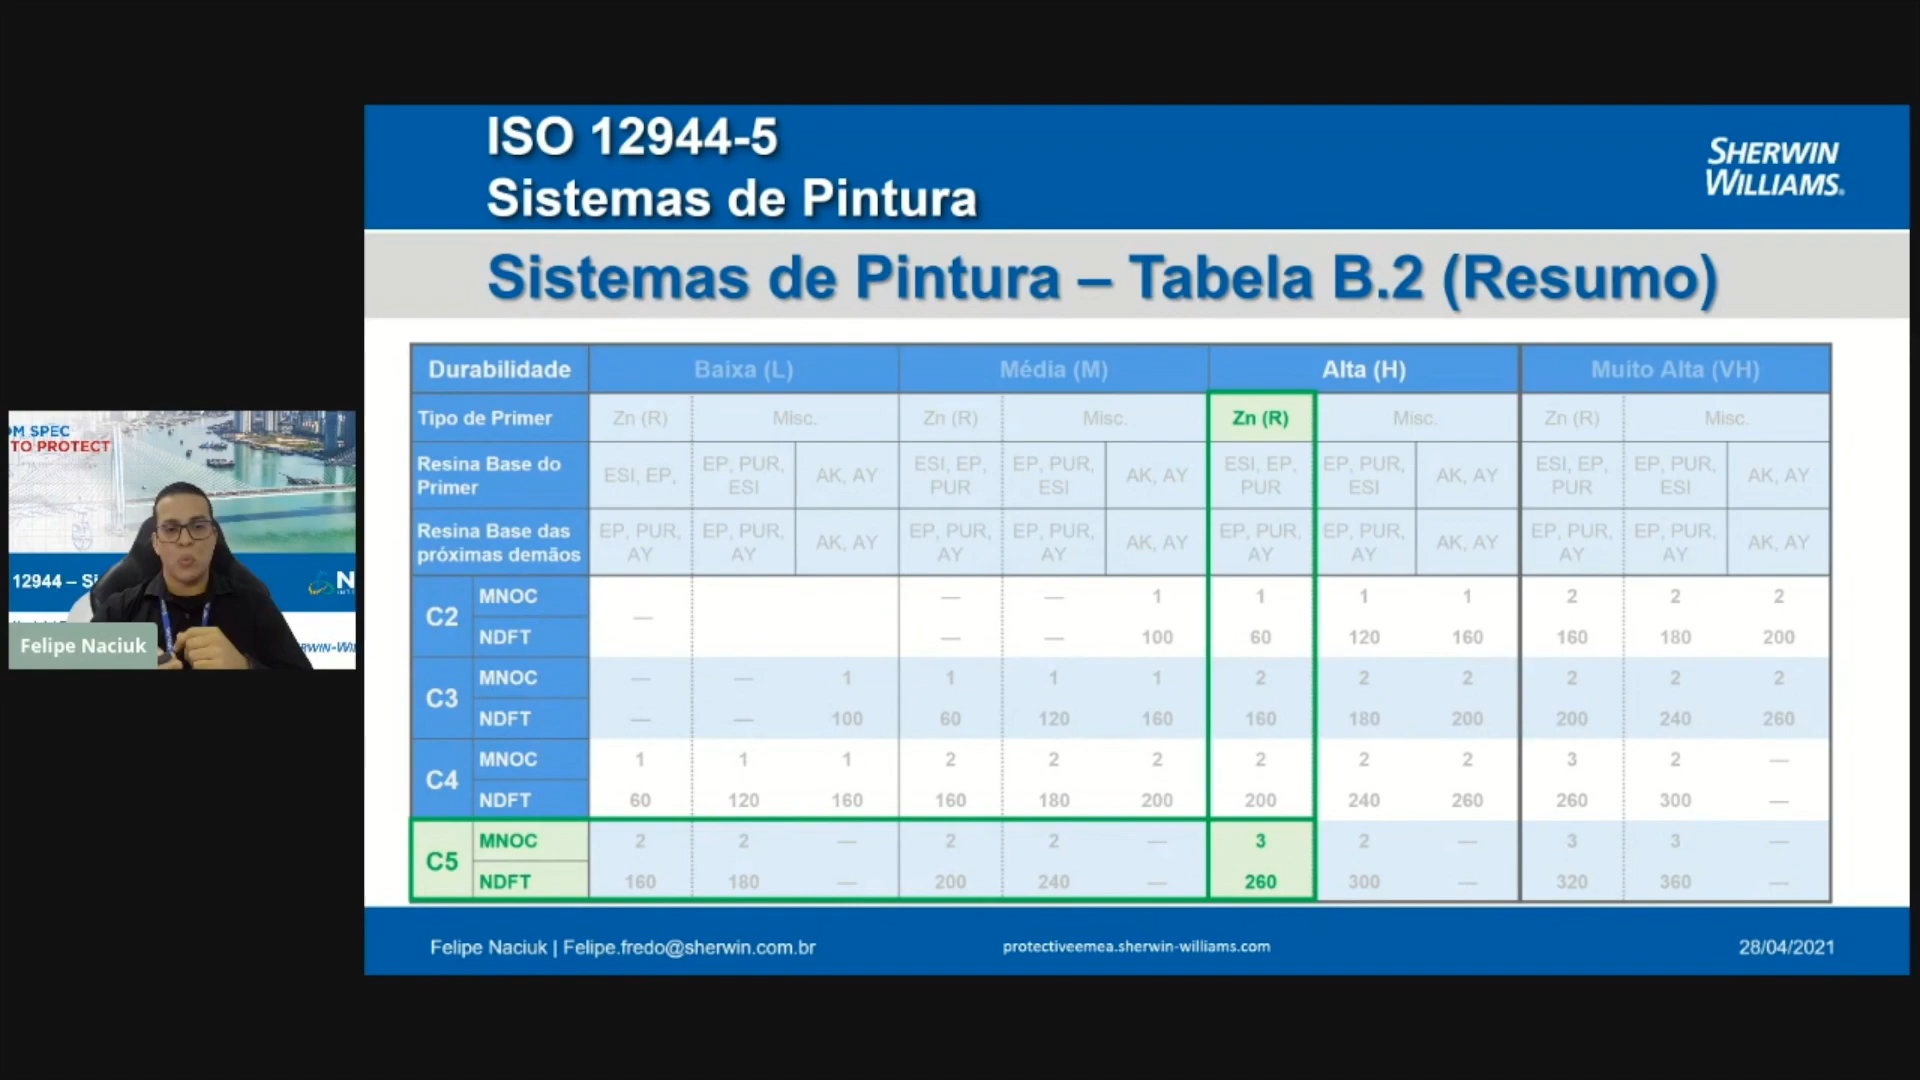 ISO 12944-5
Sistemas de Pintura
SHERWIN
WILLIAMS.
Sistemas de Pintura – Tabela B.2 (Resumo)
Durabilidade Baixa (L) Média (M) Alta (H) Muito Alta (VH)
Tipo de Primer Zn (R) Misc. Zn (R) Misc. Zn (R) Misc. Zn (R) Misc.
Resina Base do Primer ESI, EP, EP, PUR, ESI AK, AY ESI, EP, PUR EP, PUR, ESI AK, AY ESI, EP, PUR EP, PUR, ESI AK, AY ESI, EP, PUR EP, PUR, ESI AK, AY
Resina Base das próximas demãos EP, PUR, AY EP, PUR, AY AK, AY EP, PUR, AY EP, PUR, AY AK, AY EP, PUR, AY EP, PUR, AY AK, AY EP, PUR, AY EP, PUR, AY AK, AY
C2 MNOC — — — 1 1 1 1 2 2 2
NDFT — — 100 60 120 160 160 180 200
C3 MNOC — — 1 1 1 1 2 2 2 2 2 2
NDFT — — 100 60 120 160 160 180 200 200 240 260
C4 MNOC 1 1 1 2 2 2 2 2 2 3 2 —
NDFT 60 120 160 160 180 200 200 240 260 260 300 —
C5 MNOC 2 2 — 2 2 — 3 2 — 3 3 —
NDFT 160 180 — 200 240 — 260 300 — 320 360 —
Felipe Naciuk | Felipe.fredo@sherwin.com.br
protectiveemea.sherwin-williams.com
28/04/2021
OM SPEC
TO PROTECT
12944 – Si
N
RWIN-WI
Felipe Naciuk